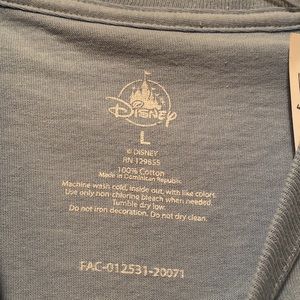 Disney
L
© DISNEY
RN 129655
100% Cotton
Made in Dominican Republic
Machine wash cold, inside out, with like colors.
Use only non-chlorine bleach when needed
Tumble dry low.
Do not iron decoration. Do not dry clean.
FAC-012531-20071